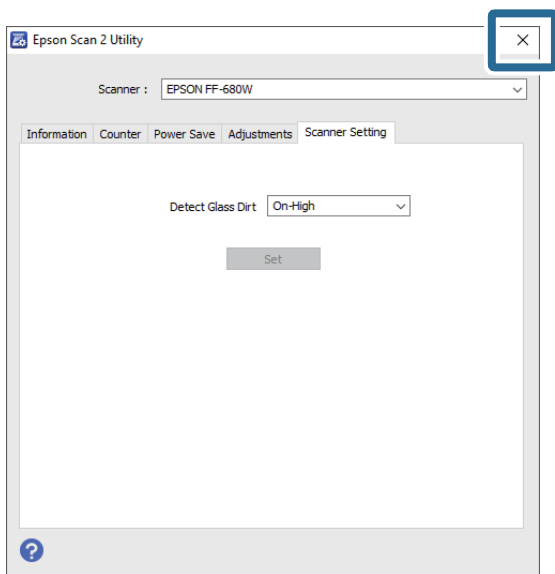 Epson Scan 2 Utility
Scanner : EPSON FF-680W
Information Counter Power Save Adjustments Scanner Setting
Detect Glass Dirt On-High
Set
?